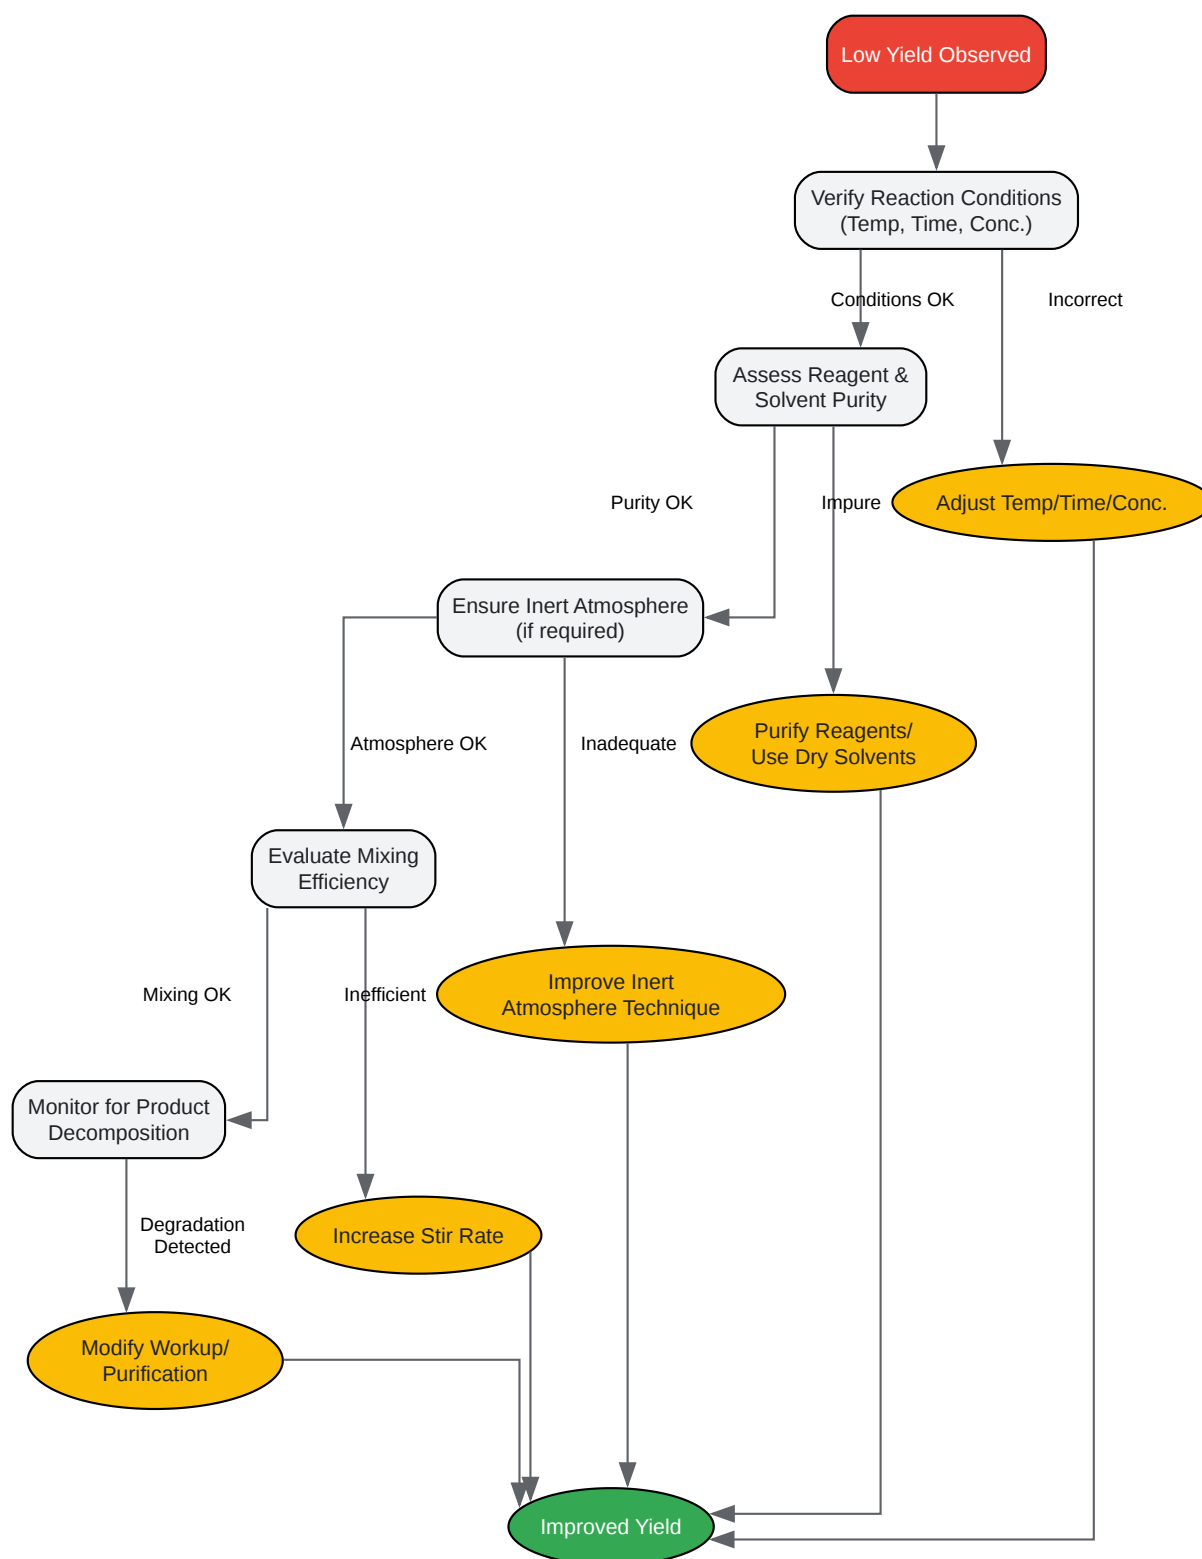 Low Yield Observed
Verify Reaction Conditions
(Temp, Time, Conc.)
Conditions OK
Incorrect
Assess Reagent &
Solvent Purity
Purity OK
Impure
Adjust Temp/Time/Conc.
Ensure Inert Atmosphere
(if required)
Atmosphere OK
Inadequate
Purify Reagents/
Use Dry Solvents
Evaluate Mixing
Efficiency
Mixing OK
Inefficient
Improve Inert
Atmosphere Technique
Monitor for Product
Decomposition
Degradation
Detected
Increase Stir Rate
Modify Workup/
Purification
Improved Yield